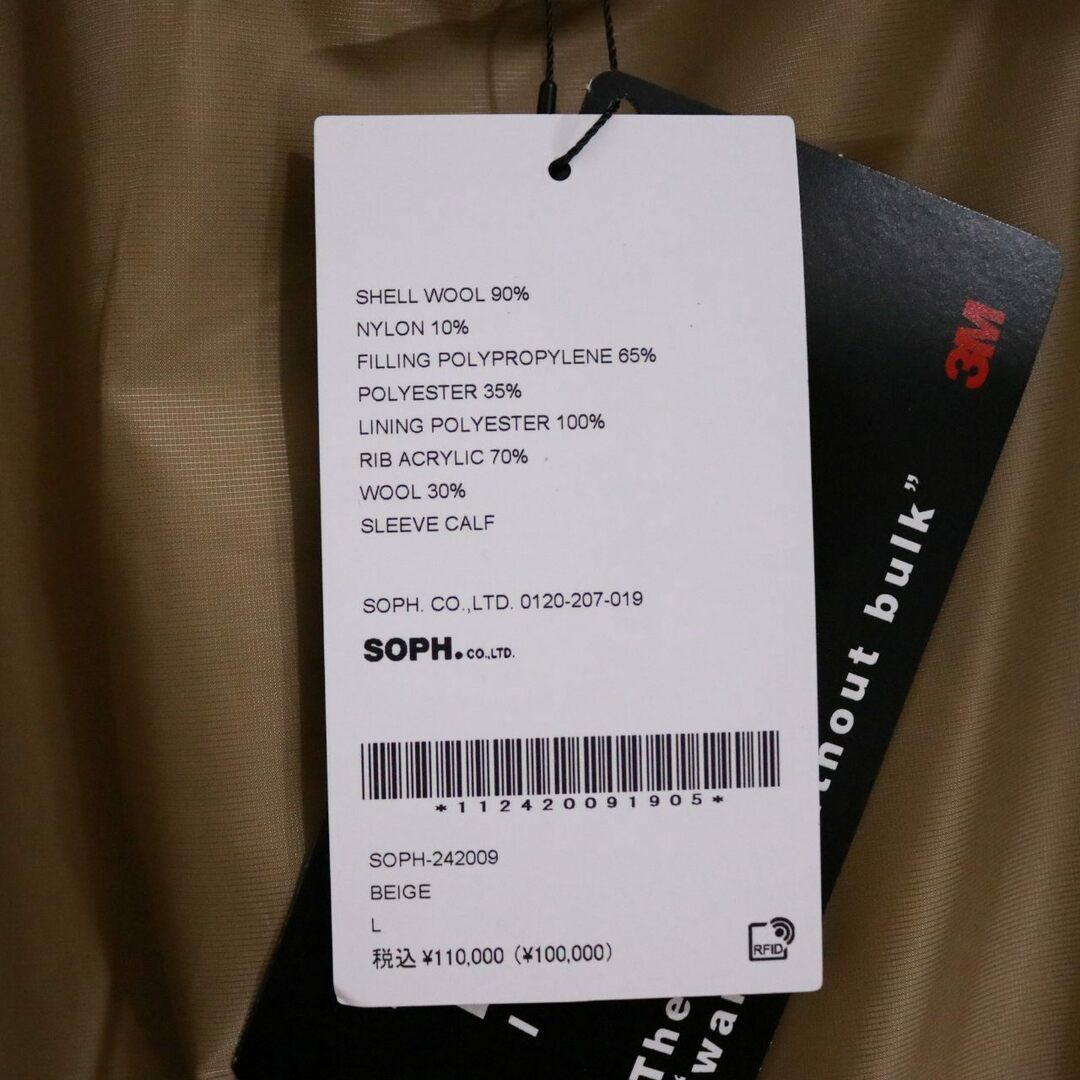 SHELL WOOL 90%
NYLON 10%
FILLING POLYPROPYLENE 65%
POLYESTER 35%
LINING POLYESTER 100%
RIB ACRYLIC 70%
WOOL 30%
SLEEVE CALF
SOPH. CO.,LTD. 0120-207-019
SOPH. CO.,LTD.
*112420091905*
SOPH-242009
BEIGE
L
税込 ¥110,000 (¥100,000)
RFID
3M
bulk”
The